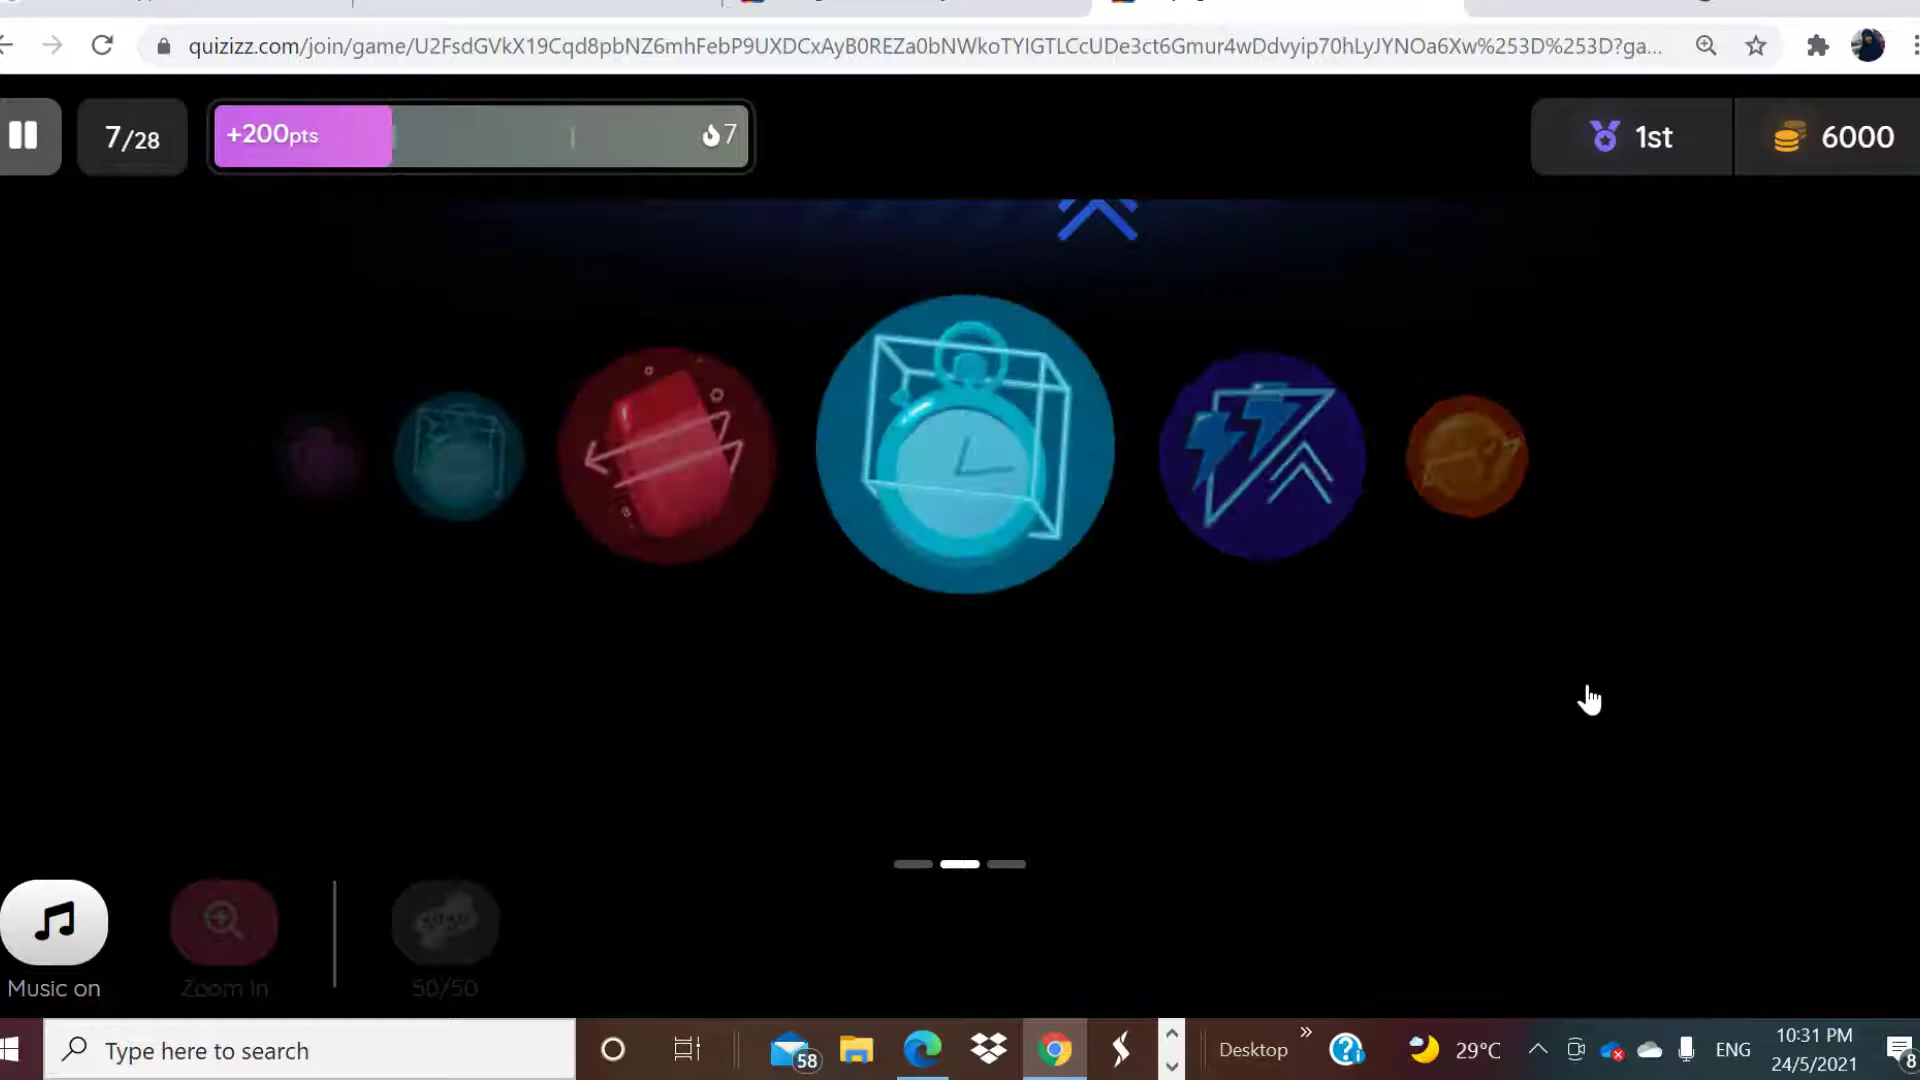 quizizz.com/join/game/U2FsdGVkX19Cqd8pbNZ6mhFebP9UXDCxAyB0REZa0bNWkoTYIGTLCcUDe3ct6Gmur4wDdvyip70hLyJYNOa6Xw%253D%253D?ga...
7/28
+200pts
7
1st
6000
Music on
Zoom In
50/50
Type here to search
58
Desktop
29°C
ENG
10:31 PM
24/5/2021
8